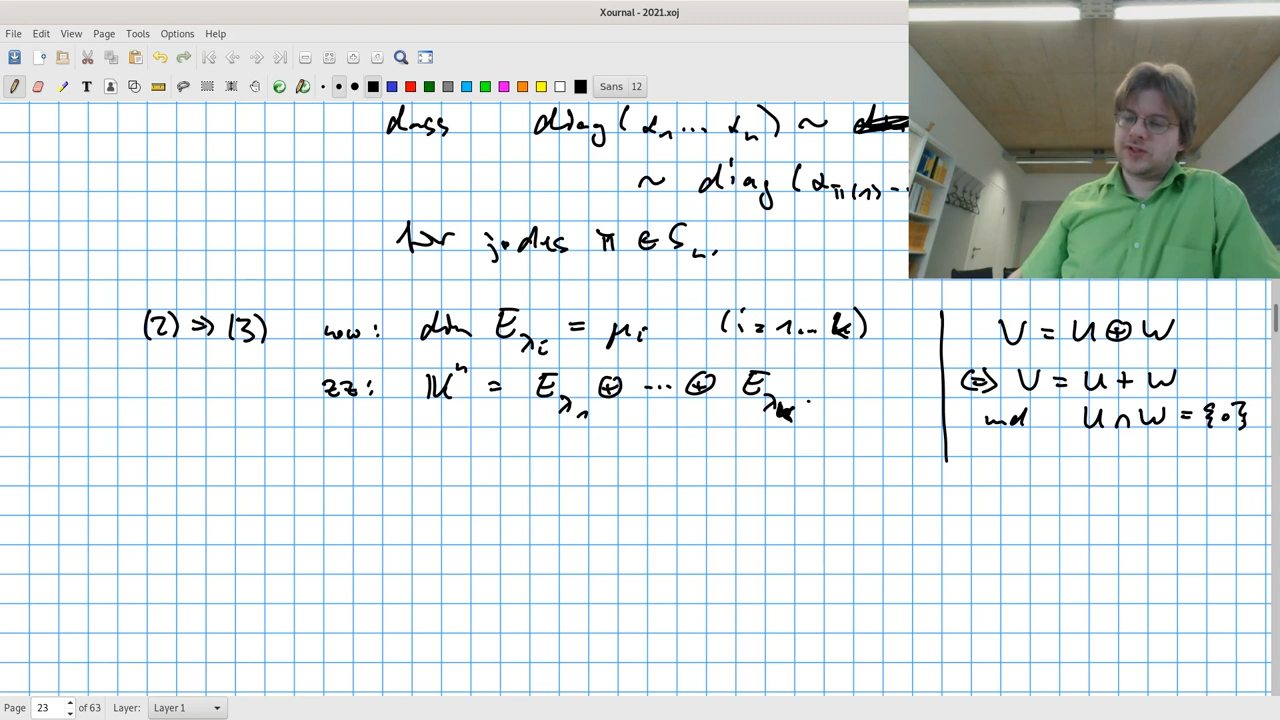 Xournal - 2021.xoj
File Edit View Page Tools Options Help
Sans 12
dass diag(α₁ ... αₙ) ~
~ diag(α_π(1) ...
für jedes π ∈ Sₙ.
(2) ⇒ (3) ww: dim E_λᵢ = μᵢ (i=1...k)
zz: 𝕂ⁿ = E_λ₁ ⊕ ... ⊕ E_λₖ.
V = U ⊕ W
⇔ V = U + W
und U ∩ W = {0}
Page 23 of 63 Layer: Layer 1